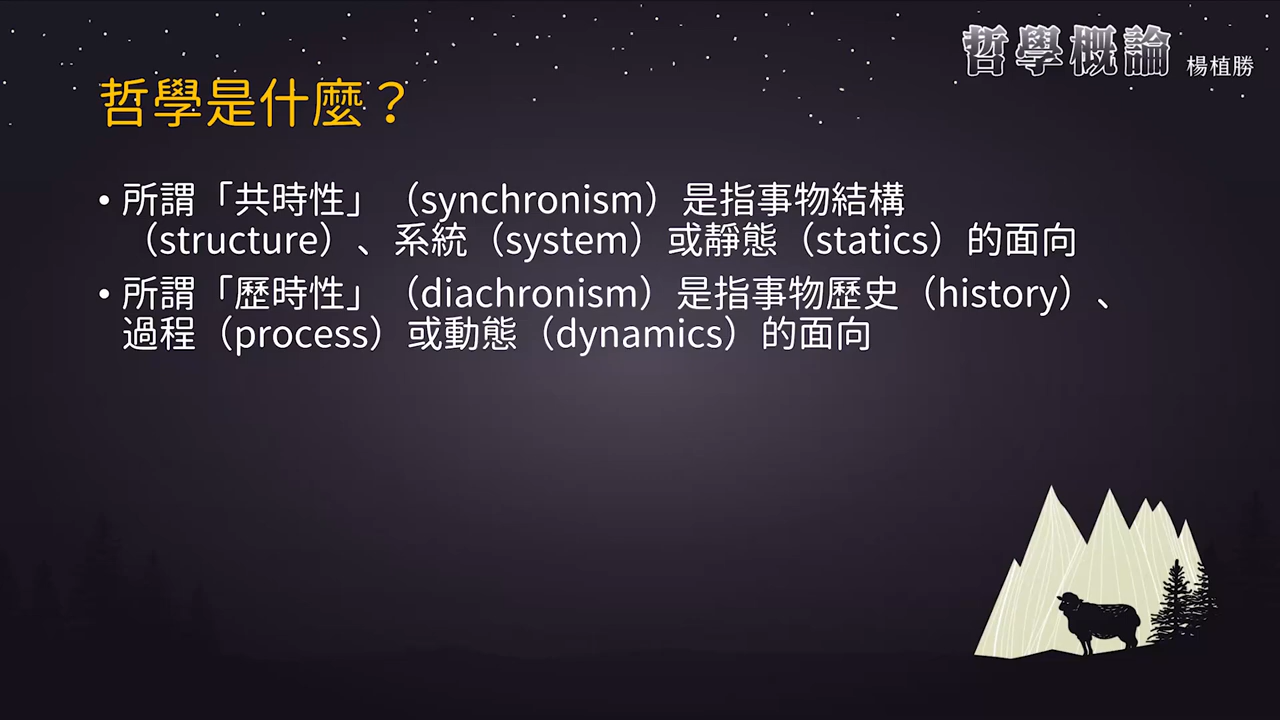 哲學概論 楊植勝
哲學是什麼？
• 所謂「共時性」（synchronism）是指事物結構
（structure）、系統（system）或靜態（statics）的面向
• 所謂「歷時性」（diachronism）是指事物歷史（history）、
過程（process）或動態（dynamics）的面向